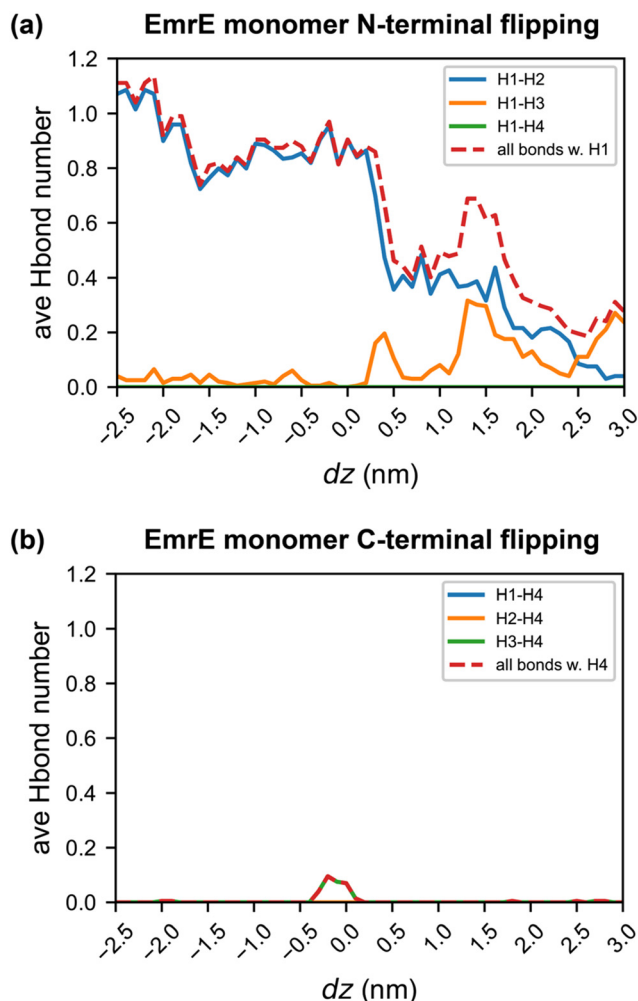 (a) EmrE monomer N-terminal flipping
ave Hbond number
1.2
1.0
0.8
0.6
0.4
0.2
0.0
H1-H2
H1-H3
H1-H4
all bonds w. H1
−2.5 −2.0 −1.5 −1.0 −0.5 0.0 0.5 1.0 1.5 2.0 2.5 3.0
dz (nm)
(b) EmrE monomer C-terminal flipping
ave Hbond number
1.2
1.0
0.8
0.6
0.4
0.2
0.0
H1-H4
H2-H4
H3-H4
all bonds w. H4
−2.5 −2.0 −1.5 −1.0 −0.5 0.0 0.5 1.0 1.5 2.0 2.5 3.0
dz (nm)